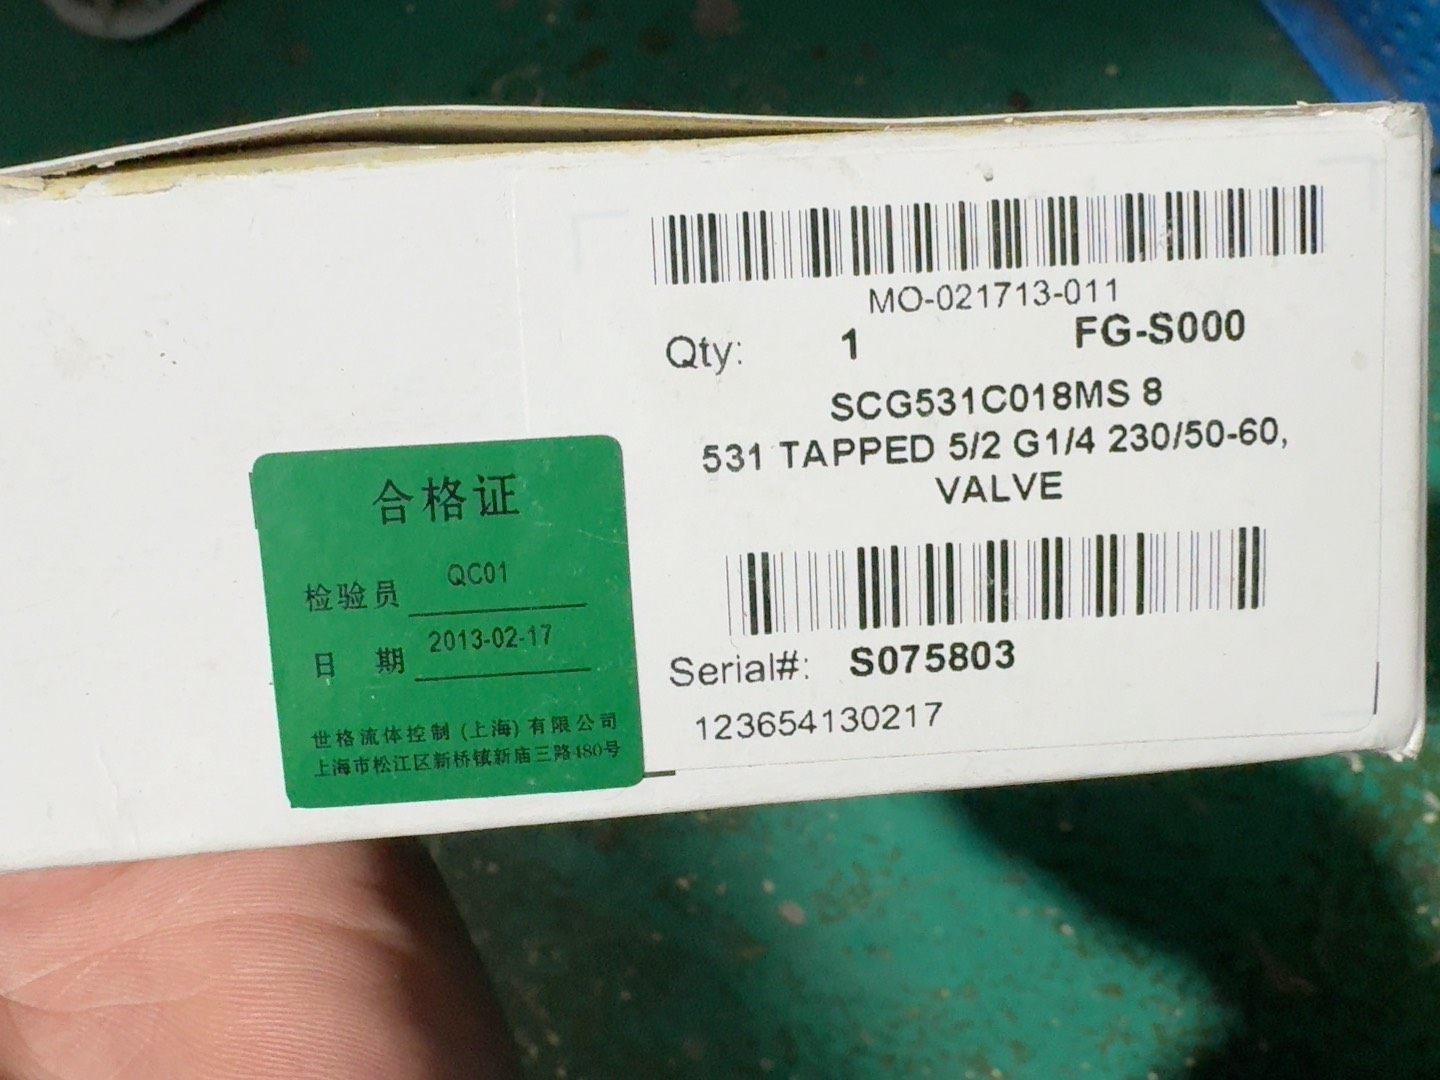 MO-021713-011
Qty: 1 FG-S000
SCG531C018MS 8
531 TAPPED 5/2 G1/4 230/50-60,
VALVE
Serial#: S075803
123654130217
合格证
检验员 QC01
日 期 2013-02-17
世格流体控制(上海)有限公司
上海市松江区新桥镇新庙三路480号